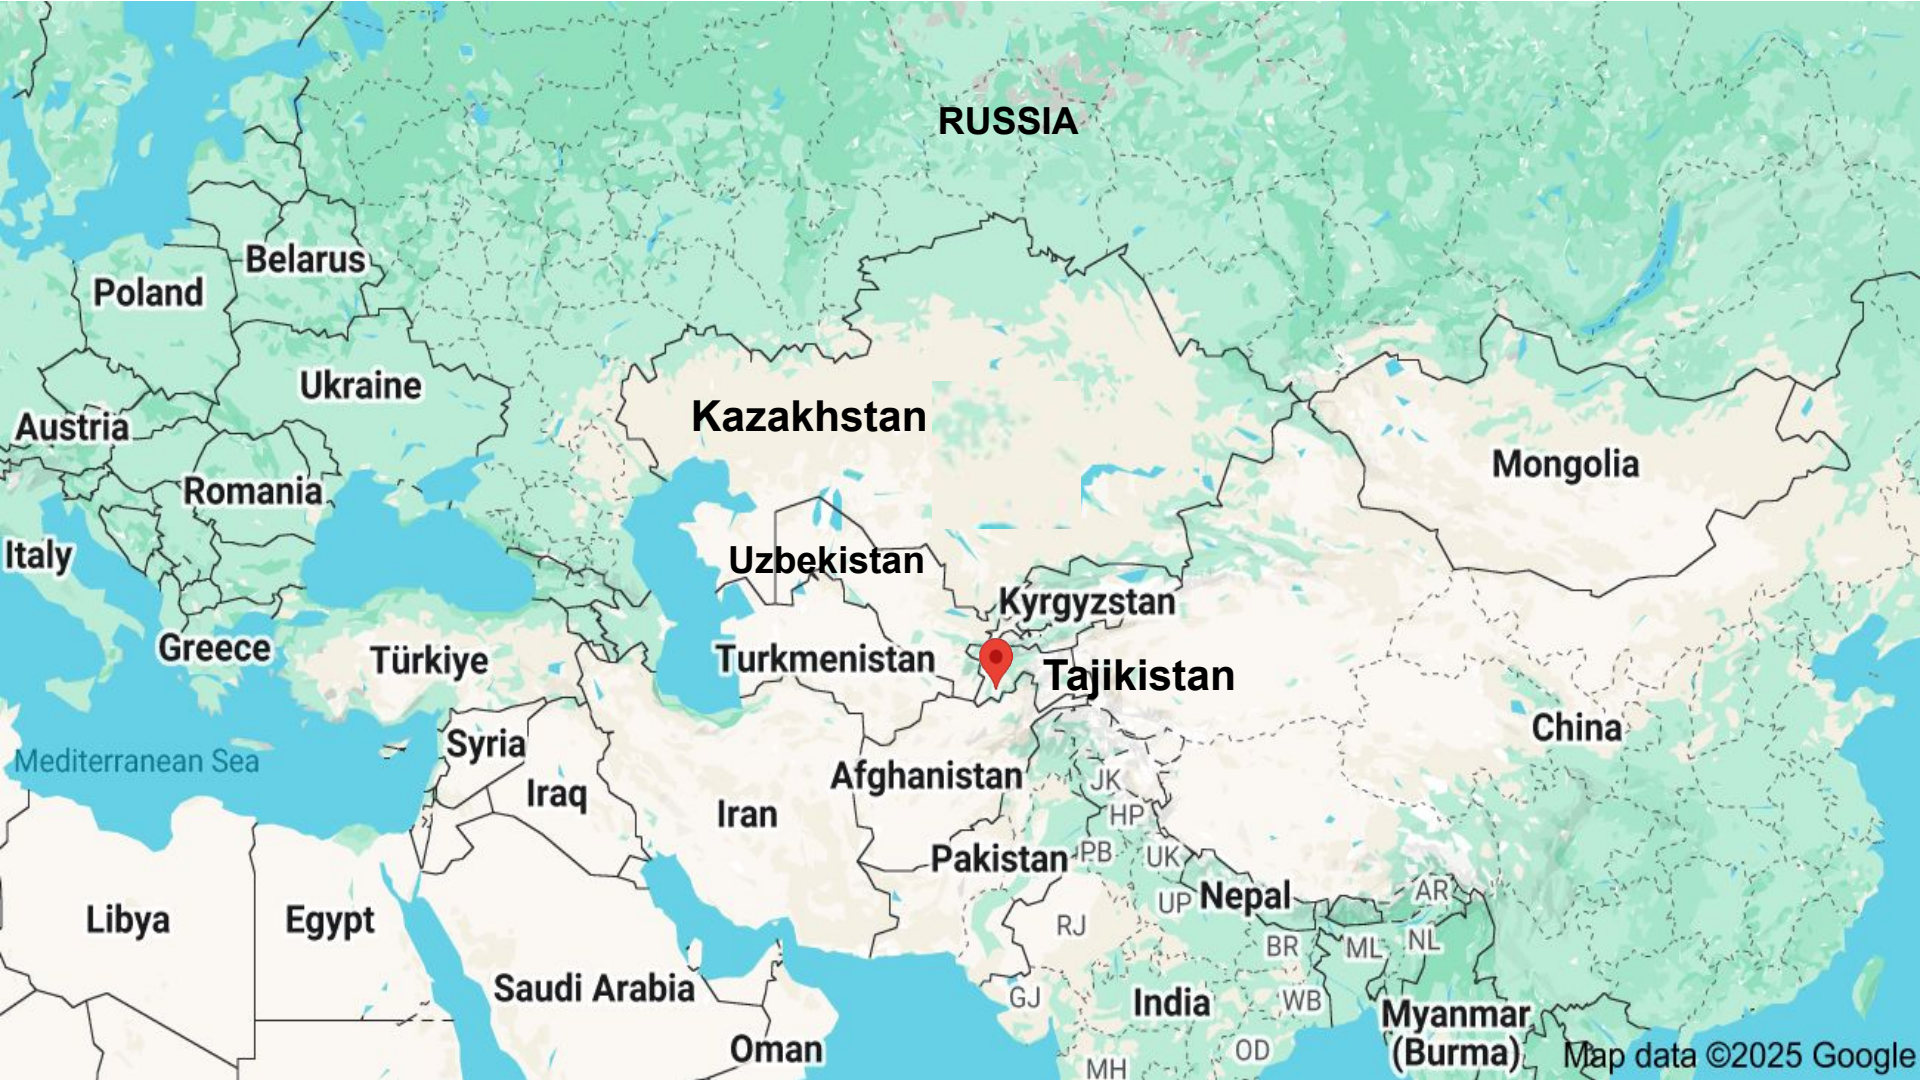 RUSSIA
Belarus
Poland
Ukraine
Kazakhstan
Austria
Mongolia
Romania
Italy
Uzbekistan
Kyrgyzstan
Greece
Türkiye
Turkmenistan
Tajikistan
China
Syria
Mediterranean Sea
Afghanistan
JK
Iraq
Iran
HP
PB
UK
Pakistan
AR
Nepal
UP
Libya
Egypt
RJ
BR
ML
NL
Saudi Arabia
GJ
India
WB
Myanmar
(Burma)
Oman
OD
MH
Map data ©2025 Google